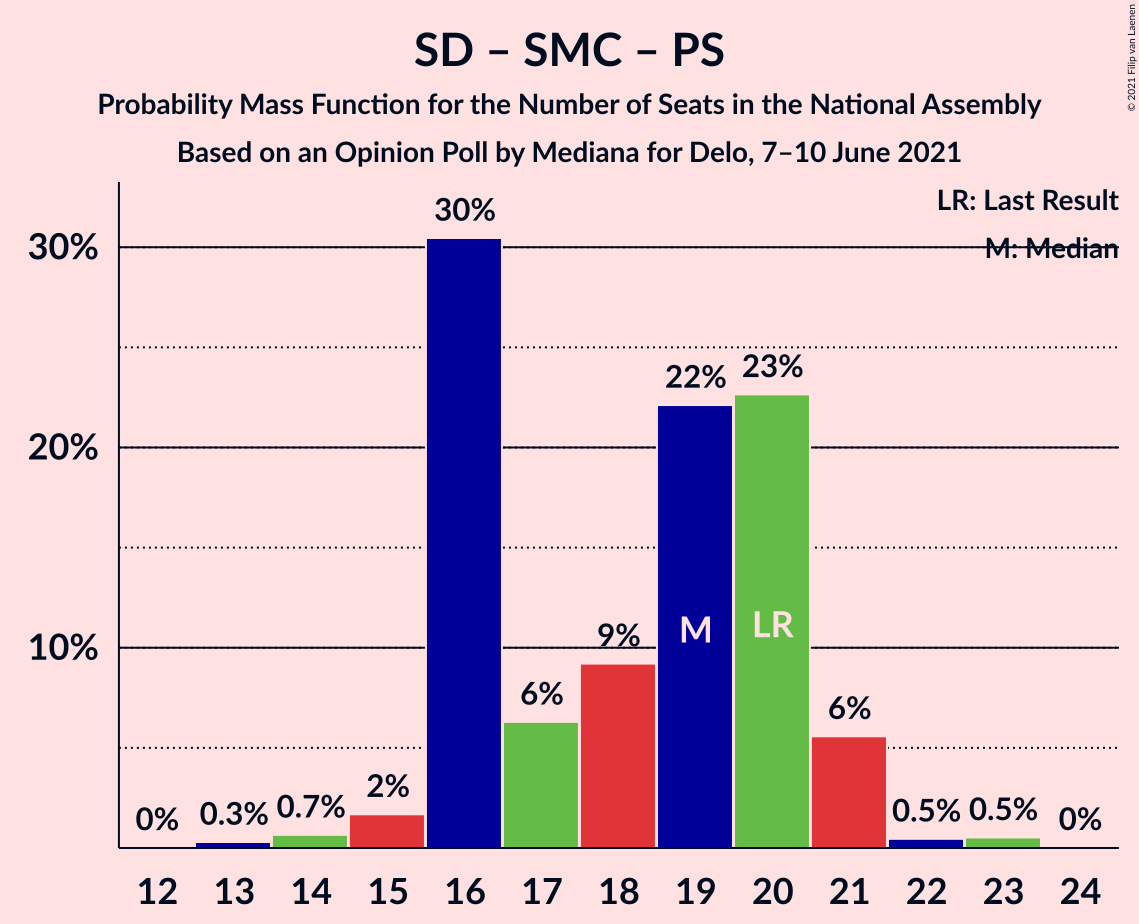 SD – SMC – PS
Probability Mass Function for the Number of Seats in the National Assembly
Based on an Opinion Poll by Mediana for Delo, 7–10 June 2021
© 2021 Filip van Laenen
LR: Last Result
M: Median
30%
20%
10%
0% 0.3% 0.7% 2% 30% 6% 9% 22% 23% 6% 0.5% 0.5% 0%
M LR
12 13 14 15 16 17 18 19 20 21 22 23 24